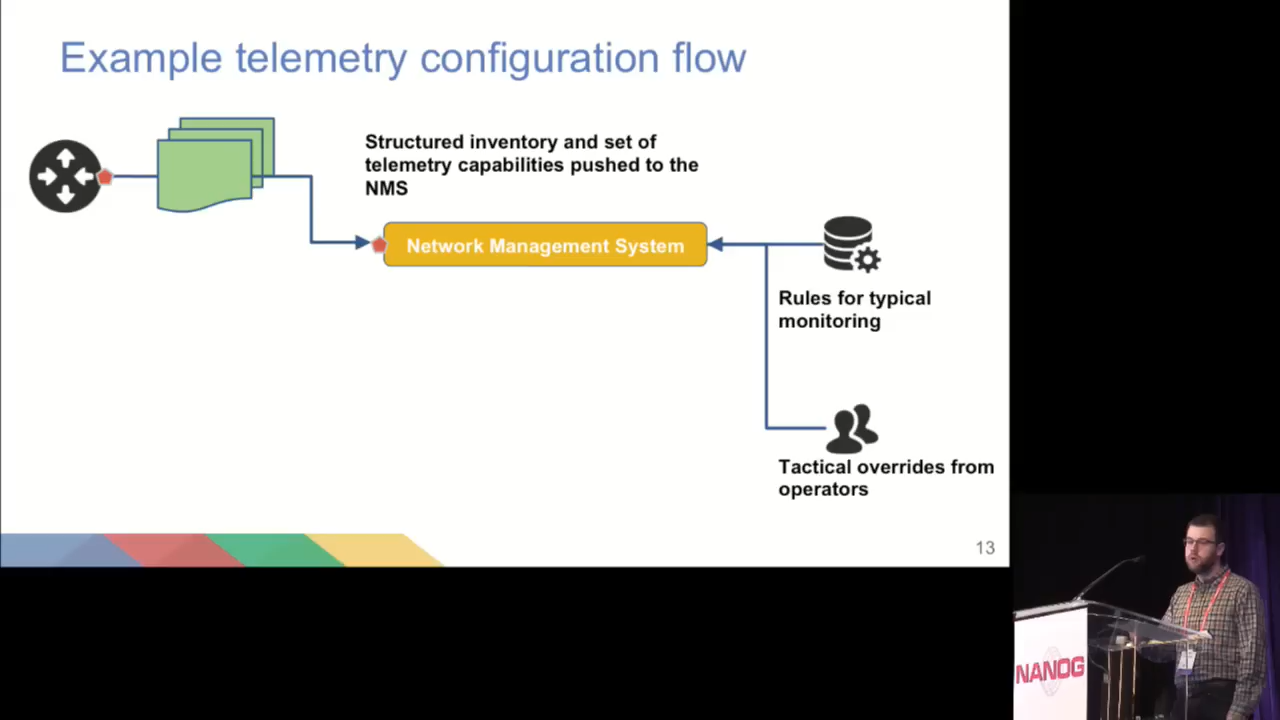 Example telemetry configuration flow
Structured inventory and set of
telemetry capabilities pushed to the
NMS
Network Management System
Rules for typical
monitoring
Tactical overrides from
operators
13
NANOG